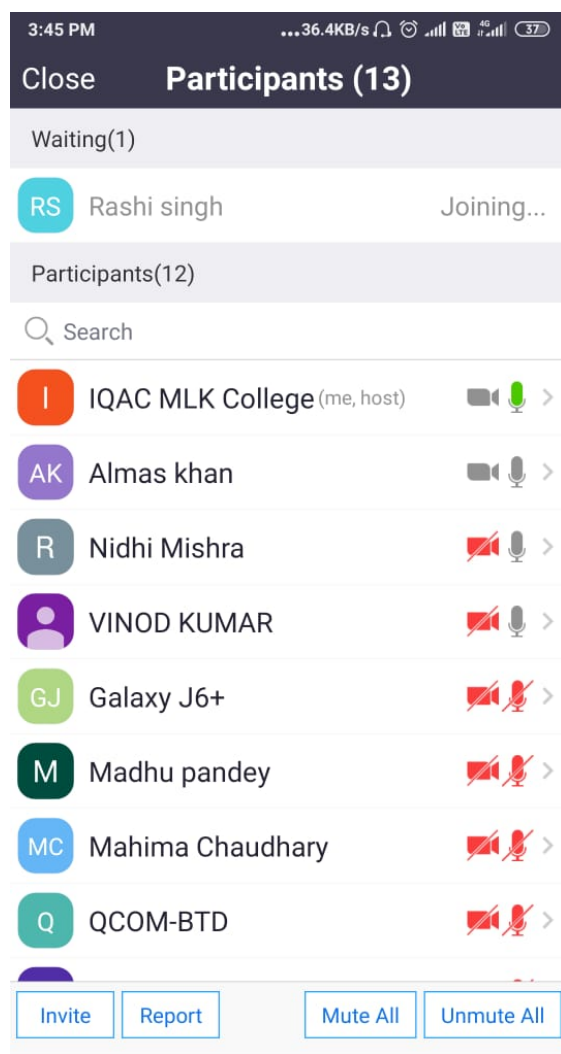 3:45 PM ...36.4KB/s 4G 37
Close Participants (13)
Waiting(1)
RS Rashi singh Joining...
Participants(12)
Search
I IQAC MLK College (me, host)
AK Almas khan
R Nidhi Mishra
VINOD KUMAR
GJ Galaxy J6+
M Madhu pandey
MC Mahima Chaudhary
Q QCOM-BTD
Invite Report Mute All Unmute All